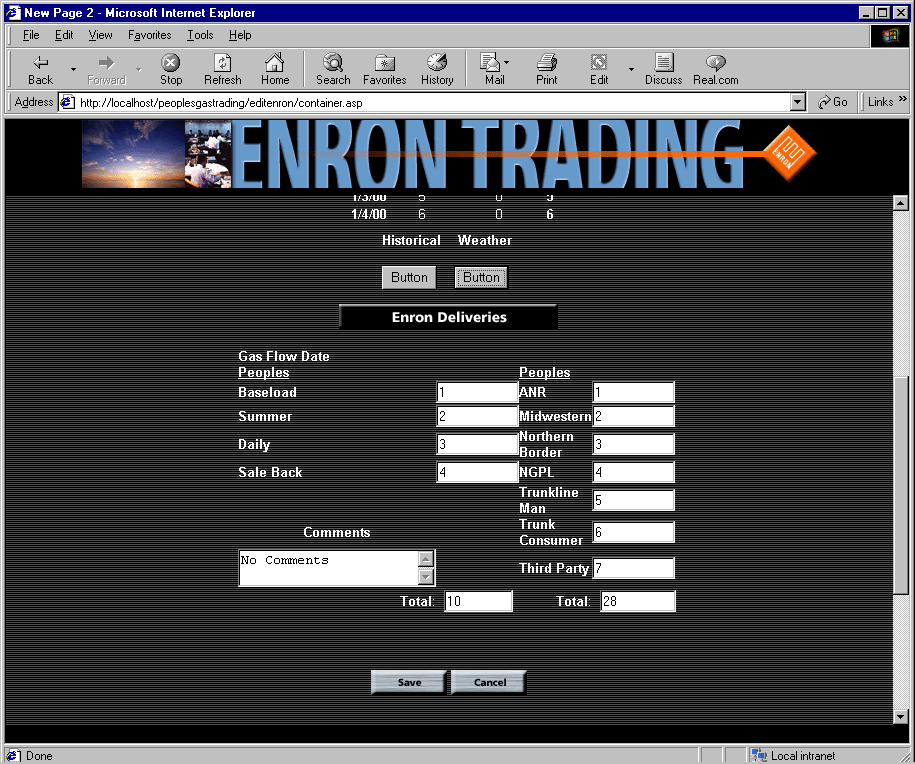 New Page 2 - Microsoft Internet Explorer
File Edit View Favorites Tools Help
Back Forward Stop Refresh Home Search Favorites History Mail Print Edit Discuss Real.com
Address http://localhost/peoplesgastrading/editenron/container.asp Go Links »
ENRON TRADING ENRON
1/3/00 5 0 5
1/4/00 6 0 6
Historical Weather
Button Button
Enron Deliveries
Gas Flow Date
Peoples Peoples
Baseload 1 ANR 1
Summer 2 Midwestern 2
Daily 3 Northern Border 3
Sale Back 4 NGPL 4
Trunkline Man 5
Comments Trunk Consumer 6
No Comments Third Party 7
Total: 10 Total: 28
Save Cancel
Done Local intranet